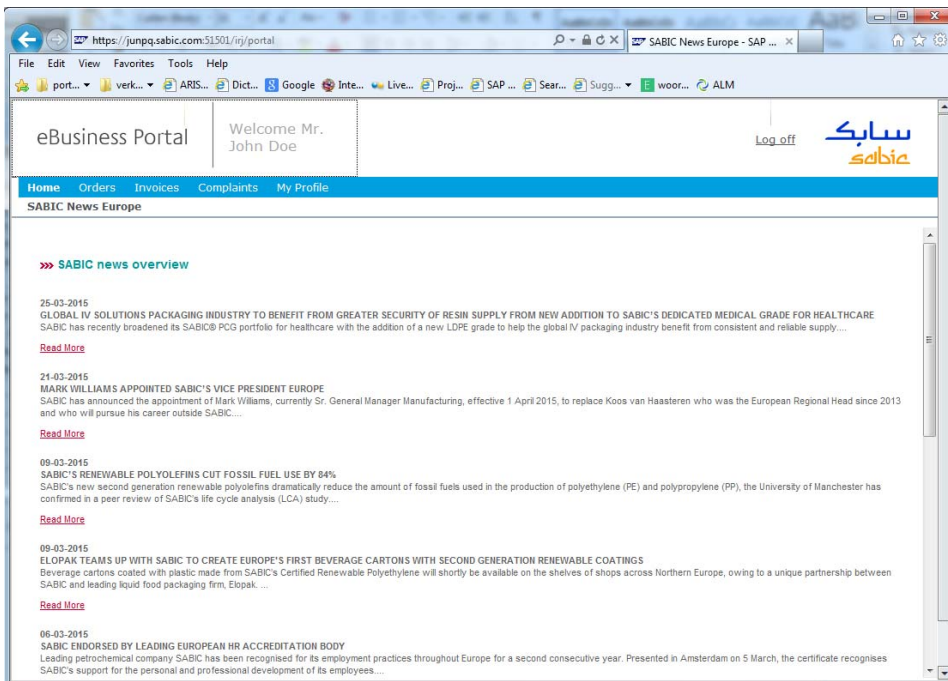 https://junpq.sabic.com:51501/irj/portal
SABIC News Europe - SAP ...
File Edit View Favorites Tools Help
port... verk... ARIS... Dict... Google Inte... Live... Proj... SAP ... Sear... Sugg... woor... ALM
eBusiness Portal
Welcome Mr.
John Doe
Log off
سابك
sabic
Home Orders Invoices Complaints My Profile
SABIC News Europe
»» SABIC news overview
25-03-2015
GLOBAL IV SOLUTIONS PACKAGING INDUSTRY TO BENEFIT FROM GREATER SECURITY OF RESIN SUPPLY FROM NEW ADDITION TO SABIC'S DEDICATED MEDICAL GRADE FOR HEALTHCARE
SABIC has recently broadened its SABIC® PCG portfolio for healthcare with the addition of a new LDPE grade to help the global IV packaging industry benefit from consistent and reliable supply....
Read More
21-03-2015
MARK WILLIAMS APPOINTED SABIC'S VICE PRESIDENT EUROPE
SABIC has announced the appointment of Mark Williams, currently Sr. General Manager Manufacturing, effective 1 April 2015, to replace Koos van Haasteren who was the European Regional Head since 2013
and who will pursue his career outside SABIC....
Read More
09-03-2015
SABIC'S RENEWABLE POLYOLEFINS CUT FOSSIL FUEL USE BY 84%
SABIC's new second generation renewable polyolefins dramatically reduce the amount of fossil fuels used in the production of polyethylene (PE) and polypropylene (PP), the University of Manchester has
confirmed in a peer review of SABIC's life cycle analysis (LCA) study....
Read More
09-03-2015
ELOPAK TEAMS UP WITH SABIC TO CREATE EUROPE'S FIRST BEVERAGE CARTONS WITH SECOND GENERATION RENEWABLE COATINGS
Beverage cartons coated with plastic made from SABIC's Certified Renewable Polyethylene will shortly be available on the shelves of shops across Northern Europe, owing to a unique partnership between
SABIC and leading liquid food packaging firm, Elopak. ...
Read More
06-03-2015
SABIC ENDORSED BY LEADING EUROPEAN HR ACCREDITATION BODY
Leading petrochemical company SABIC has been recognised for its employment practices throughout Europe for a second consecutive year. Presented in Amsterdam on 5 March, the certificate recognises
SABIC's support for the personal and professional development of its employees....